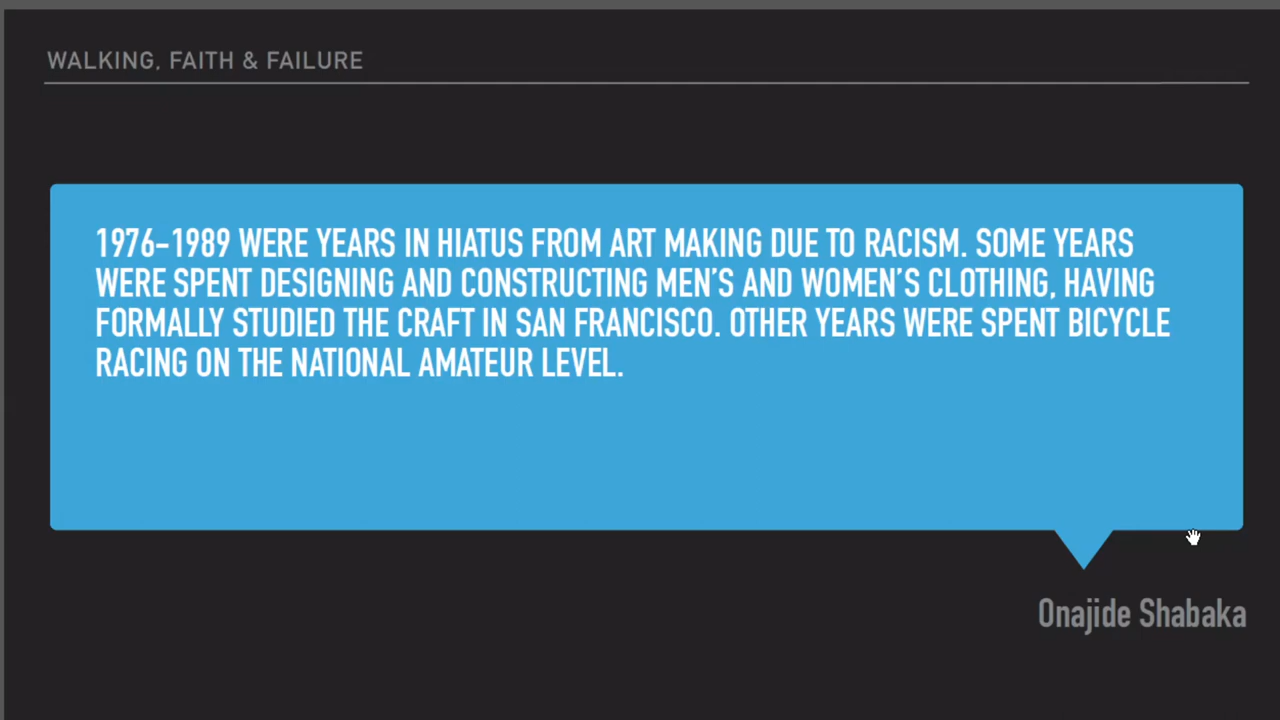 WALKING, FAITH & FAILURE
1976-1989 WERE YEARS IN HIATUS FROM ART MAKING DUE TO RACISM. SOME YEARS
WERE SPENT DESIGNING AND CONSTRUCTING MEN’S AND WOMEN’S CLOTHING, HAVING
FORMALLY STUDIED THE CRAFT IN SAN FRANCISCO. OTHER YEARS WERE SPENT BICYCLE
RACING ON THE NATIONAL AMATEUR LEVEL.
Onajide Shabaka